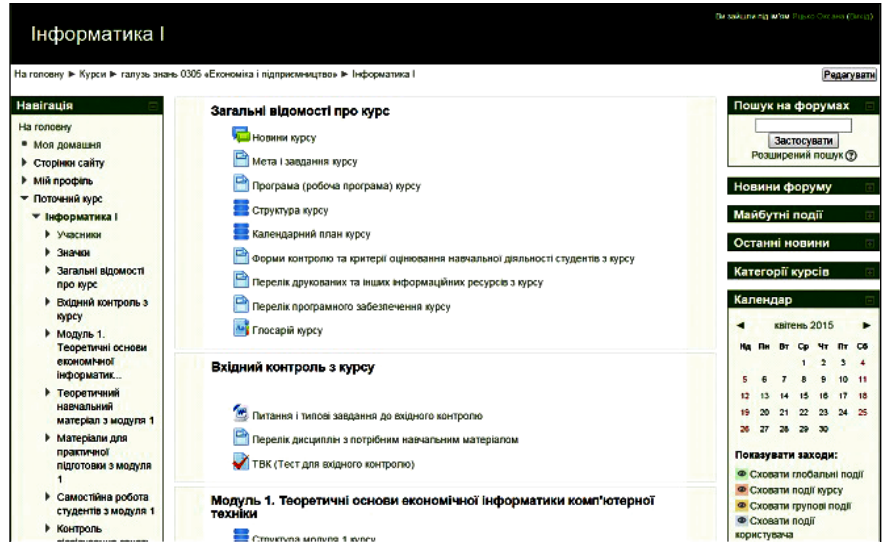 Ви зайшли під ім'ям
(Вихід)
Інформатика І
На головну ► Курси ► галузь знань 0305 «Економіка і підприємництво» ► Інформатика І
Редагувати
Навігація
На головну
Моя домашня
Сторінки сайту
Мій профіль
Поточний курс
Інформатика І
Учасники
Значки
Загальні відомості
про курс
Вхідний контроль з
курсу
Модуль 1.
Теоретичні основи
економічної
інформатик...
Теоретичний
навчальний
матеріал з модуля 1
Матеріали для
практичної
підготовки з модуля
1
Самостійна робота
студентів з модуля 1
Контроль
Загальні відомості про курс
Новини курсу
Мета і завдання курсу
Програма (робоча програма) курсу
Структура курсу
Календарний план курсу
Форми контролю та критерії оцінювання навчальної діяльності студентів з курсу
Перелік друкованих та інших інформаційних ресурсів з курсу
Перелік програмного забезпечення курсу
Глосарій курсу
Вхідний контроль з курсу
Питання і типові завдання до вхідного контролю
Перелік дисциплін з потрібним навчальним матеріалом
ТВК (Тест для вхідного контролю)
Модуль 1. Теоретичні основи економічної інформатики комп'ютерної
техніки
Структура модуля 1 курсу
Пошук на форумах
Застосувати
Розширений пошук
Новини форуму
Майбутні події
Останні новини
Категорії курсів
Календар
◄ квітень 2015 ►
Нд Пн Вт Ср Чт Пт Сб
1 2 3 4
5 6 7 8 9 10 11
12 13 14 15 16 17 18
19 20 21 22 23 24 25
26 27 28 29 30
Показувати заходи:
Сховати глобальні події
Сховати події курсу
Сховати групові події
Сховати події
користувача